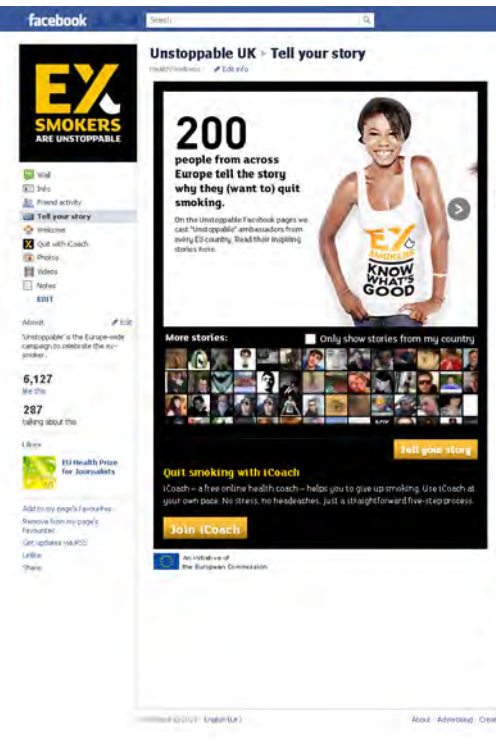 facebook
Search
EX
SMOKERS
ARE UNSTOPPABLE
Wall
Info
Friend activity
Tell your story
Welcome
Quit with iCoach
Photos
Videos
Notes
EDIT
About
Edit
'Unstoppable' is the Europe-wide
campaign to celebrate the ex-
smoker.
6,127
like this
287
talking about this
Likes
EU Health Prize
for Journalists
Add to my page's favourites
Remove from my page's
favourites
Get updates via RSS
Unlike
Share
Unstoppable UK › Tell your story
Health/wellness
Edit Info
200
people from across
Europe tell the story
why they (want to) quit
smoking.
On the Unstoppable Facebook pages we
cast "Unstoppable" ambassadors from
every EU country. Read their inspiring
stories here.
EX
SMOKERS
KNOW
WHAT'S
GOOD
More stories:
Only show stories from my country
Tell your story
Quit smoking with iCoach
iCoach – a free online health coach – helps you to give up smoking. Use iCoach at
your own pace. No stress, no headaches, just a straightforward five-step process.
Join iCoach
An initiative of
the European Commission
English (UK)
About
Advertising